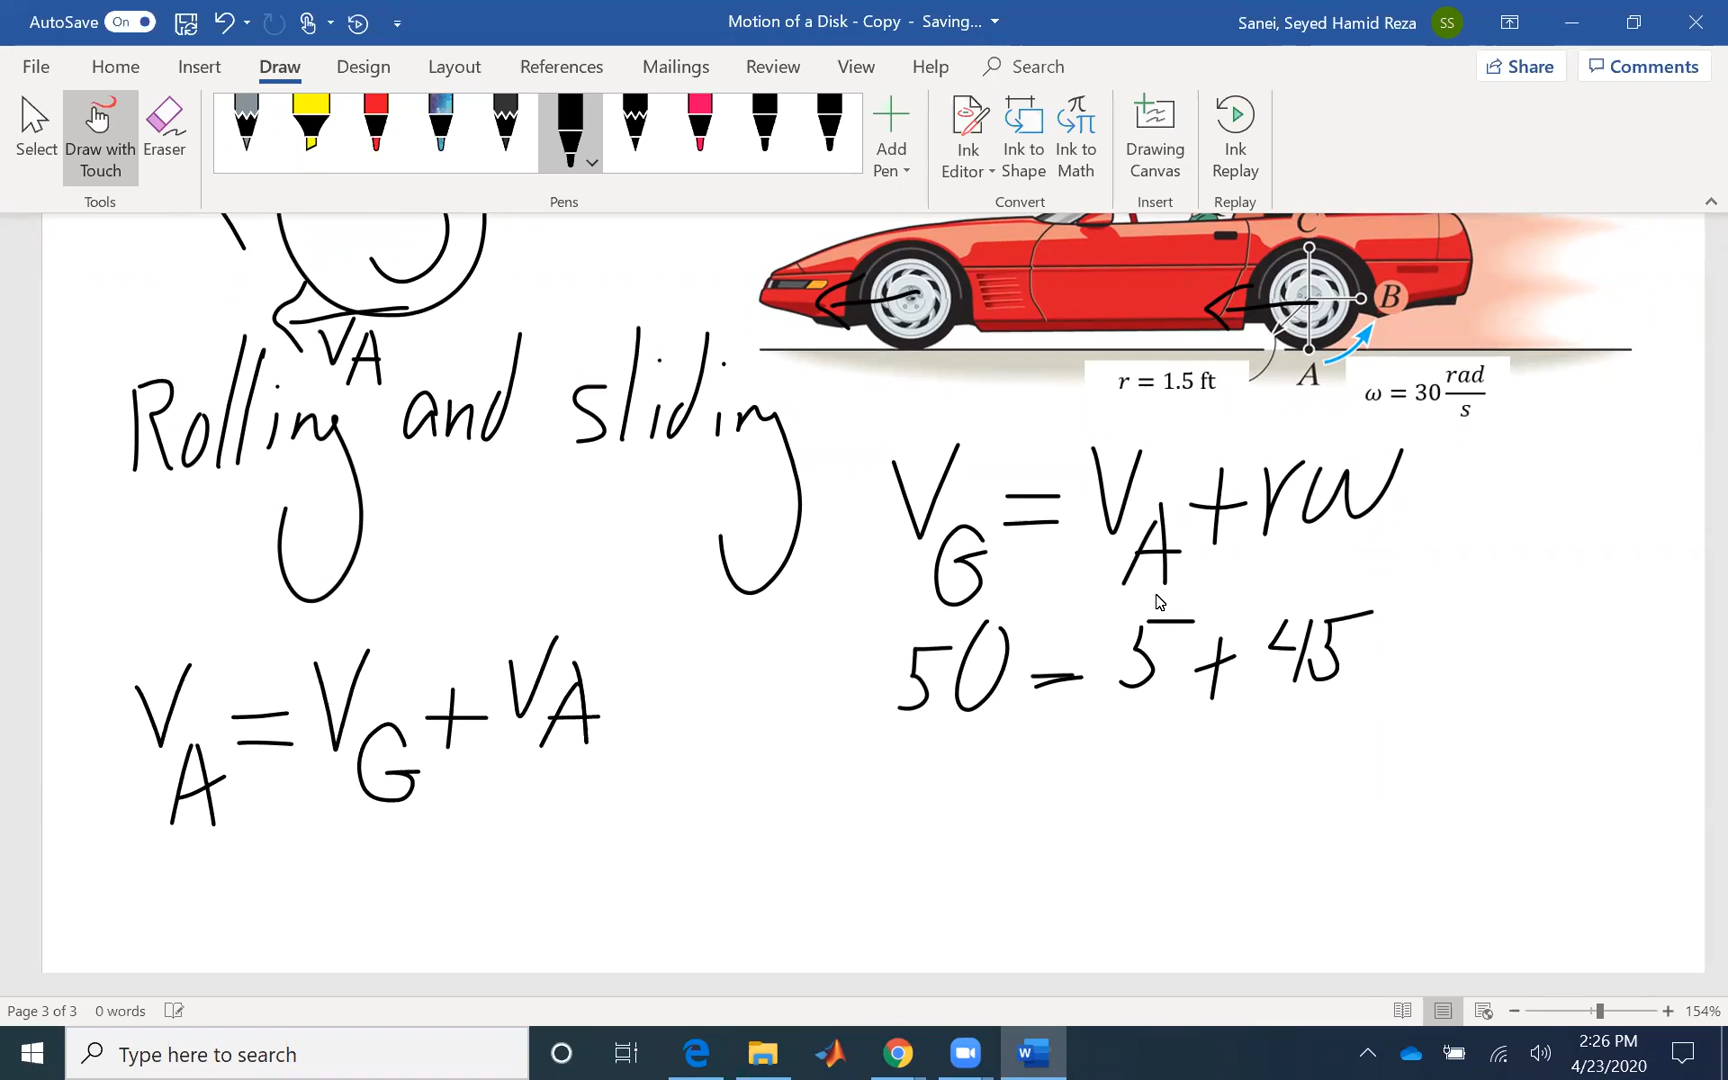 AutoSave On Motion of a Disk - Copy - Saving... Sanei, Seyed Hamid Reza SS
File Home Insert Draw Design Layout References Mailings Review View Help Search Share Comments
Select
Draw with
Touch
Eraser
Add
Pen
Ink
Editor
Ink to
Shape
Ink to
Math
Drawing
Canvas
Ink
Replay
Tools Pens Convert Insert Replay
C
B
A
r = 1.5 ft
ω = 30 rad/s
VA
Rolling and sliding
VG = VA + rω
50 = 5 + 45
VA = VG + VA
Page 3 of 3 0 words 154%
Type here to search
2:26 PM
4/23/2020